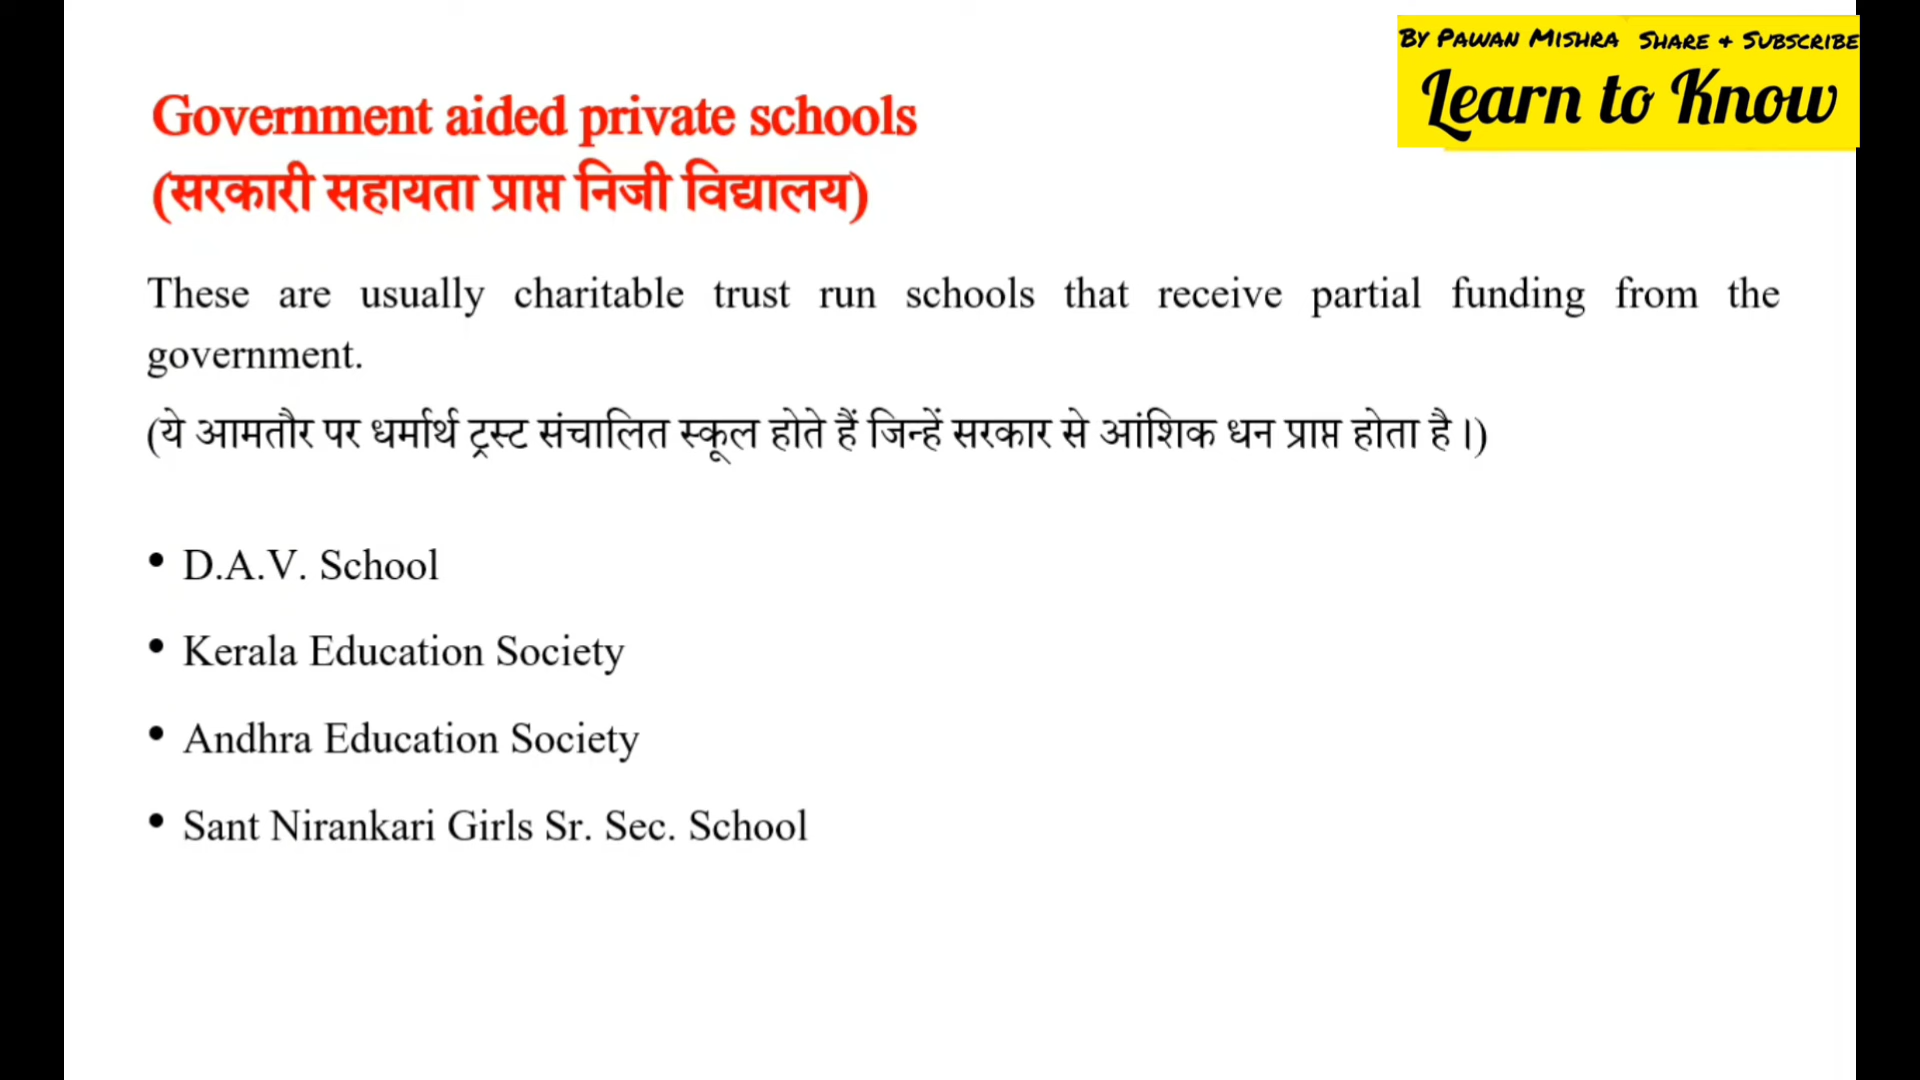 By Pawan Mishra Share & Subscribe
Learn to Know
Government aided private schools
(सरकारी सहायता प्राप्त निजी विद्यालय)
These are usually charitable trust run schools that receive partial funding from the
government.
(ये आमतौर पर धर्मार्थ ट्रस्ट संचालित स्कूल होते हैं जिन्हें सरकार से आंशिक धन प्राप्त होता है।)
• D.A.V. School
• Kerala Education Society
• Andhra Education Society
• Sant Nirankari Girls Sr. Sec. School